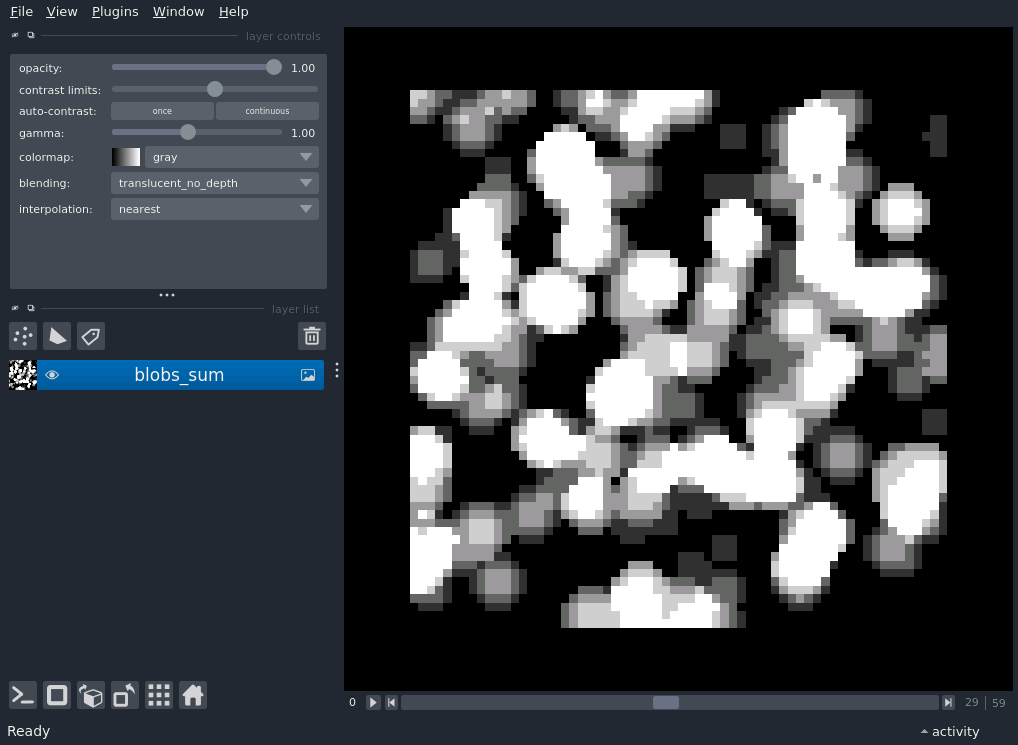 File View Plugins Window Help
layer controls
opacity: 1.00
contrast limits:
auto-contrast: once continuous
gamma: 1.00
colormap: gray
blending: translucent_no_depth
interpolation: nearest
layer list
blobs_sum
0 29 59
Ready activity